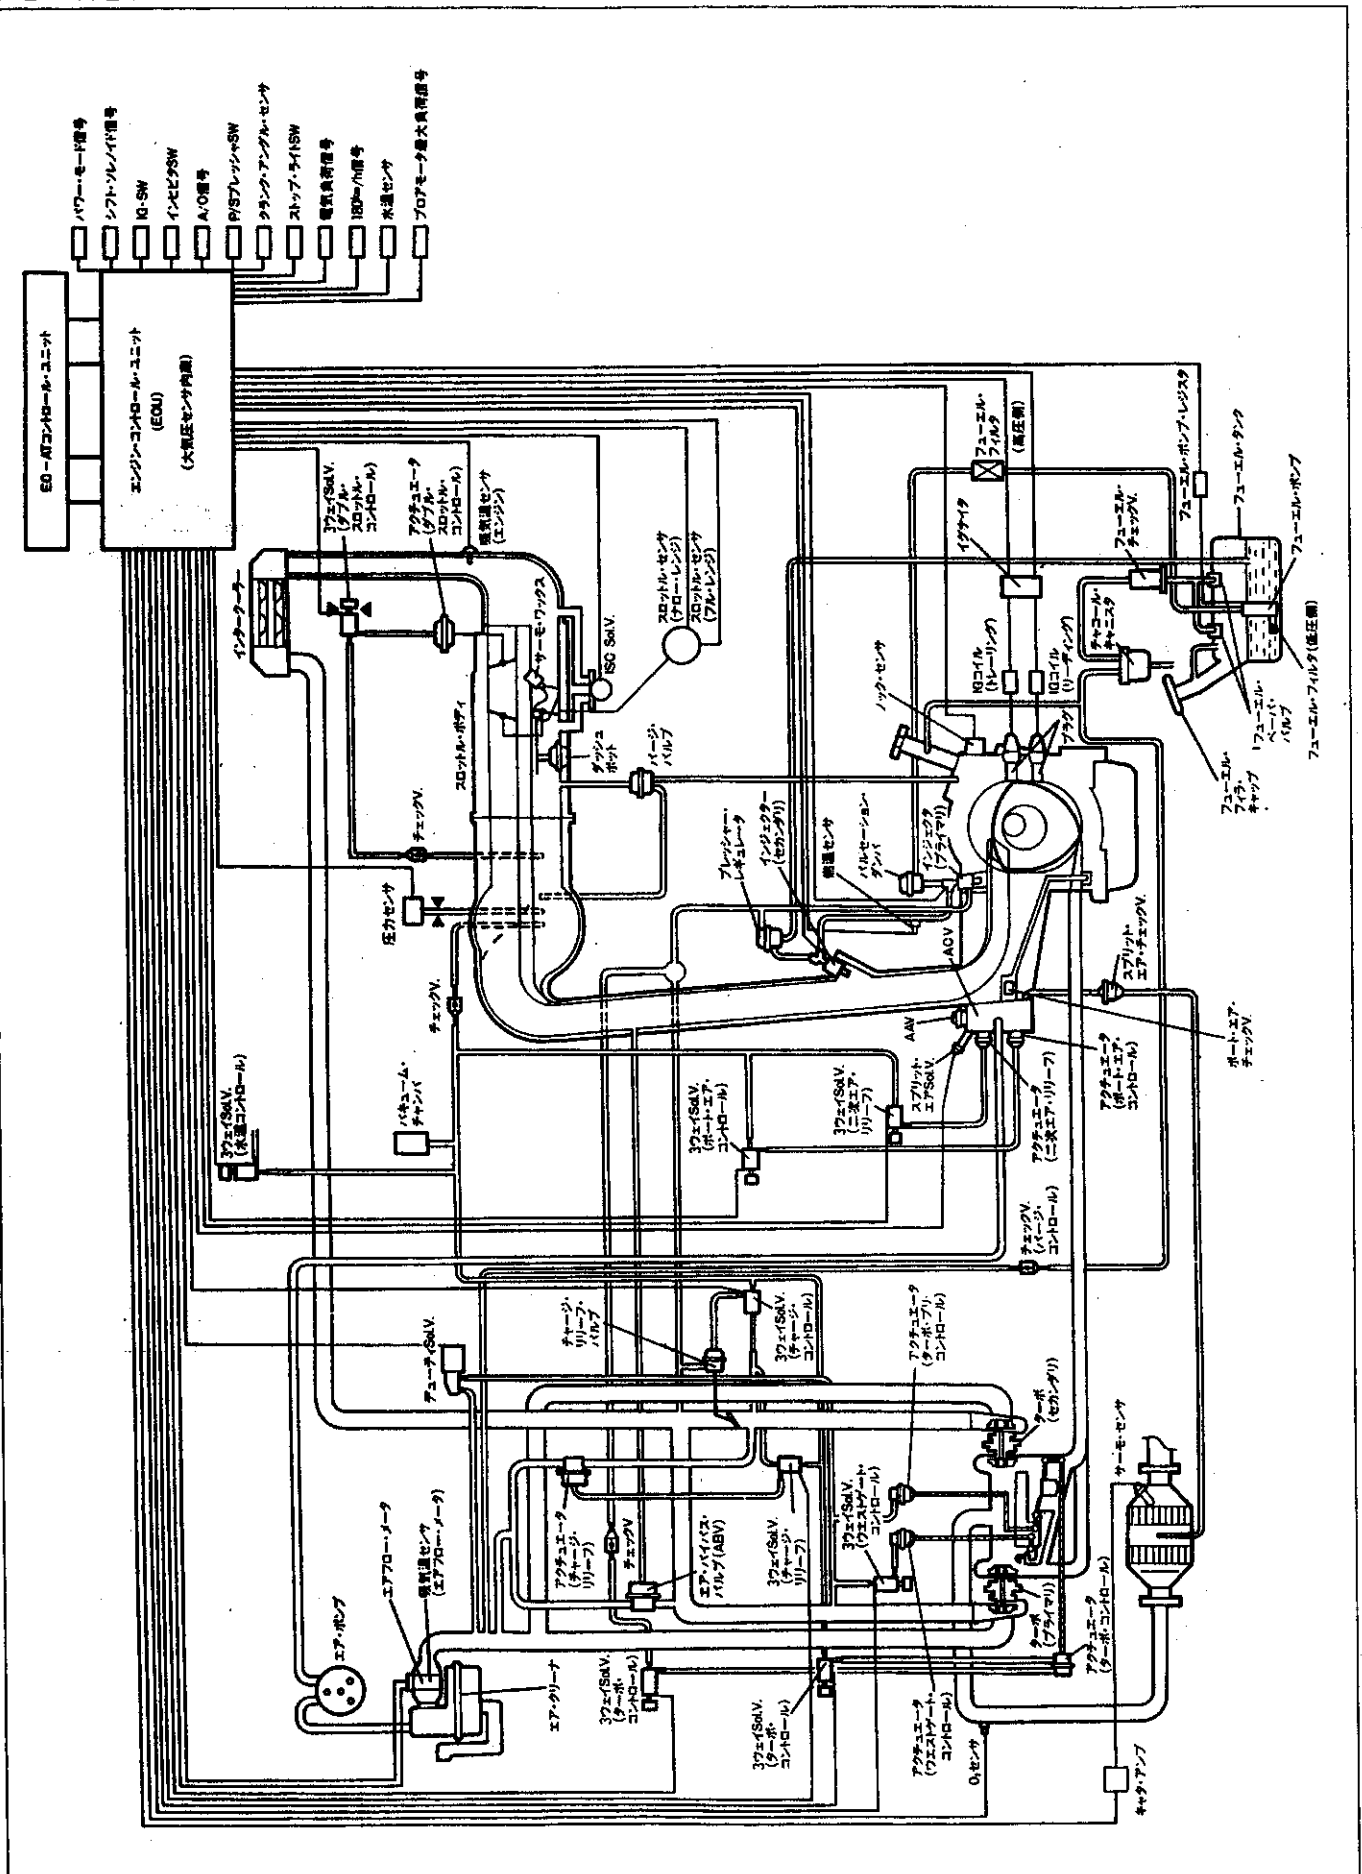 パワー・モード信号
シフト・ソレノイド信号
IG・SW
インヒビタSW
A/C信号
P/SプレッシャSW
クランク・アングル・センサ
ストップ・ライトSW
電気負荷信号
180km/h信号
水温センサ
ブロアモータ最大負荷信号
EC-ATコントロール・ユニット
エンジン・コントロール・ユニット
(ECU)
(大気圧センサ内蔵)
インタークーラー
3ウェイSol.V.
(ダブル・
スロットル・
コントロール)
アクチュエータ
(ダブル・
スロットル・
コントロール)
吸気温センサ
(エンジン)
サーモ・ワックス
ISC Sol.V.
スロットル・センサ
(ナロー・レンジ)
スロットル・センサ
(フル・レンジ)
スロットル・ボディ
ダッシュ
ポット
パージ・
バルブ
チェックV.
圧力センサ
チェックV.
バキューム・
チャンバ
3ウェイSol.V.
(水温コントロール)
プレッシャー・
レギュレータ
インジェクター
(セカンダリ)
燃温センサ
パルセーション・
ダンパ
インジェクタ
(プライマリ)
ノック・センサ
イグナイタ
IGコイル
(トレーリング)
IGコイル
(リーディング)
プラグ
フューエル・
フィルタ
(高圧側)
フューエル・ポンプ・レジスタ
フューエル・タンク
フューエル・ポンプ
フューエル・
チェックV.
チャコール・
キャニスタ
フューエル・フィルタ(低圧側)
フューエル・
ベーパ・
バルブ
フューエル・
フィラ・
キャップ
ACV
AAV
スプリット・
エアSol.V.
3ウェイSol.V.
(二次エア・
リリーフ)
3ウェイSol.V.
(ポート・エア・
コントロール)
アクチュエータ
(二次エア・リリーフ)
アクチュエータ
(ポート・エア・
コントロール)
スプリット・
エア・チェックV.
ポート・エア・
チェックV.
チェックV.
(パージ・
コントロール)
デューティSol.V.
チャージ・
リリーフ・
バルブ
3ウェイSol.V.
(チャージ・
コントロール)
アクチュエータ
(ターボ・プリ・
コントロール)
ターボ
(セカンダリ)
サーモ・センサ
3ウェイSol.V.
(ウエストゲート・
コントロール)
3ウェイSol.V.
(チャージ・
リリーフ)
エア・バイパス・
バルブ(ABV)
チェックV
アクチュエータ
(チャージ・
リリーフ)
エアフロー・メータ
吸気温センサ
(エアフロー・メータ)
エア・ポンプ
エア・クリーナ
3ウェイSol.V.
(ターボ・
コントロール)
3ウェイSol.V.
(ターボ・
コントロール)
ターボ
(プライマリ)
アクチュエータ
(ターボ・コントロール)
アクチュエータ
(ウエストゲート・
コントロール)
O₂センサ
キャタ・アンプ